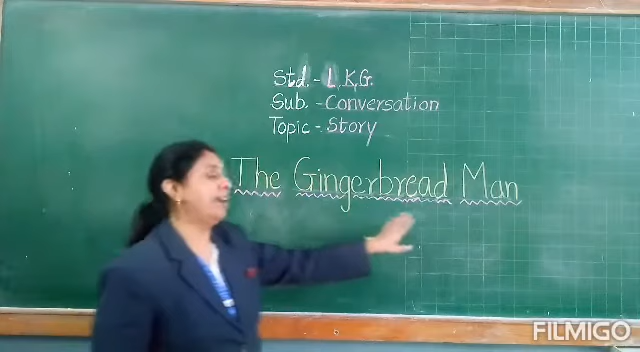 Std. - L.K.G.
Sub. - Conversation
Topic - Story
The Gingerbread Man
FILMIGO